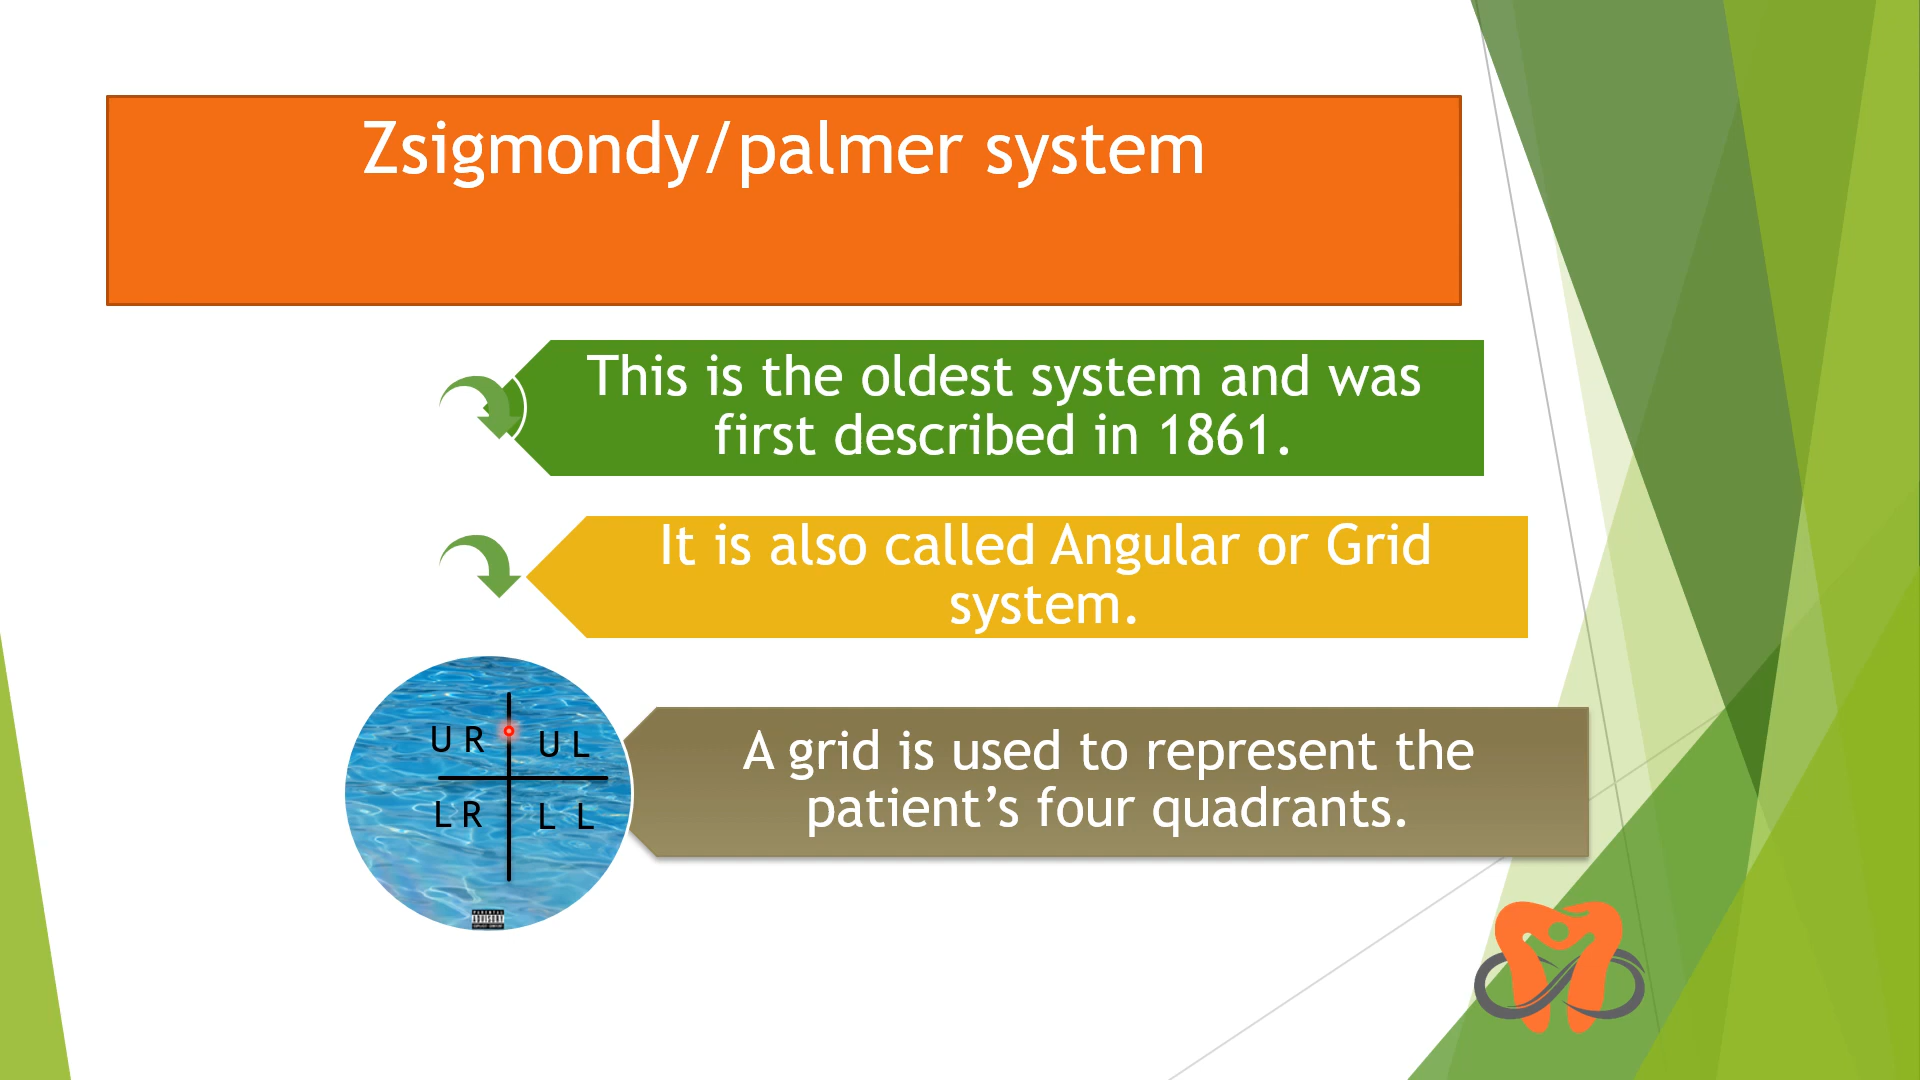 Zsigmondy/palmer system
This is the oldest system and was
first described in 1861.
It is also called Angular or Grid
system.
U R U L
L R L L
A grid is used to represent the
patient’s four quadrants.